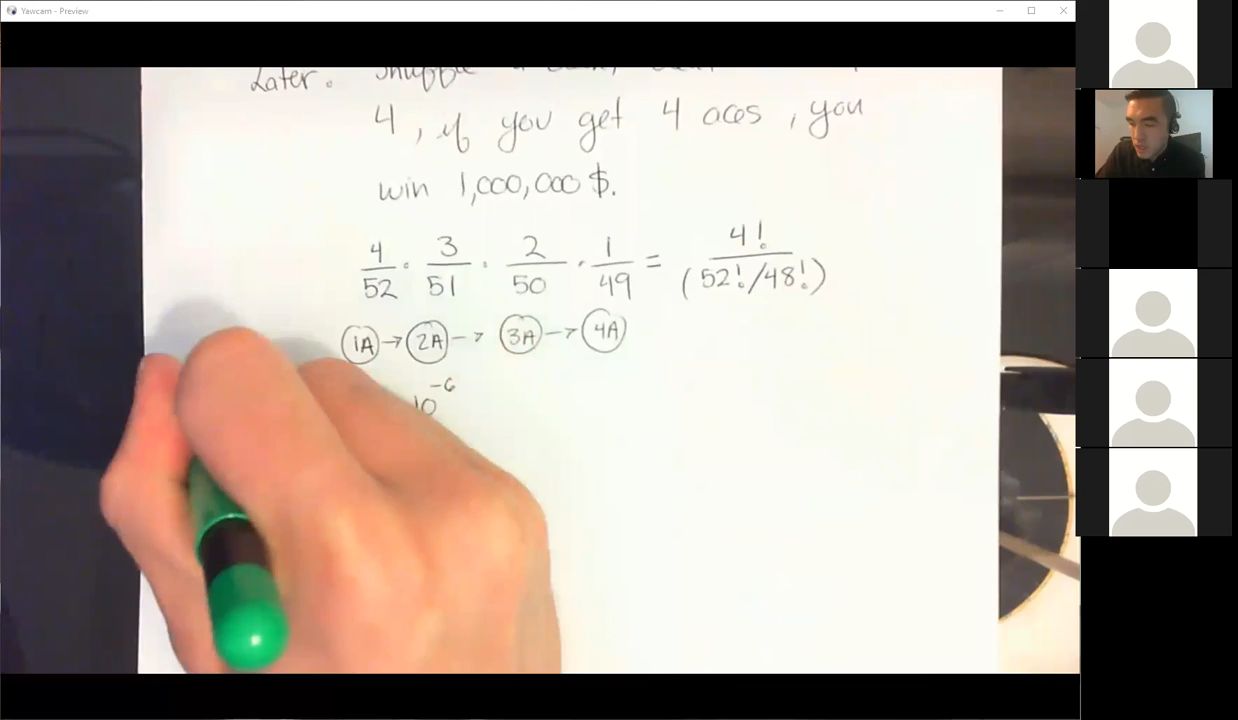 Yawcam - Preview
Later. shuffle a
4, if you get 4 aces, you
win 1,000,000 $.
4/52 · 3/51 · 2/50 · 1/49 = 4!/(52!/48!)
1A → 2A -> 3A → 4A
10^-6